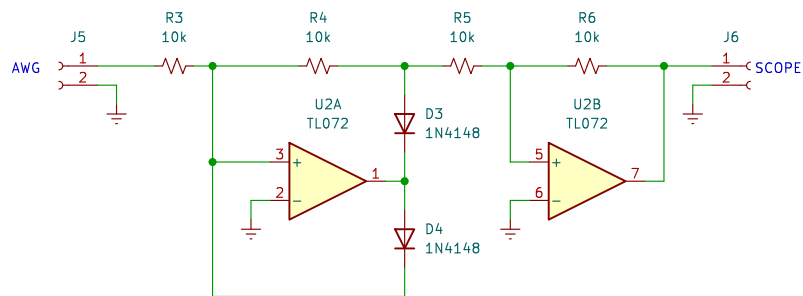 R3
10k
R4
10k
R5
10k
R6
10k
J5
J6
AWG
1
2
1
2
SCOPE
U2A
TL072
3
+
2
−
1
D3
1N4148
D4
1N4148
U2B
TL072
5
+
6
−
7